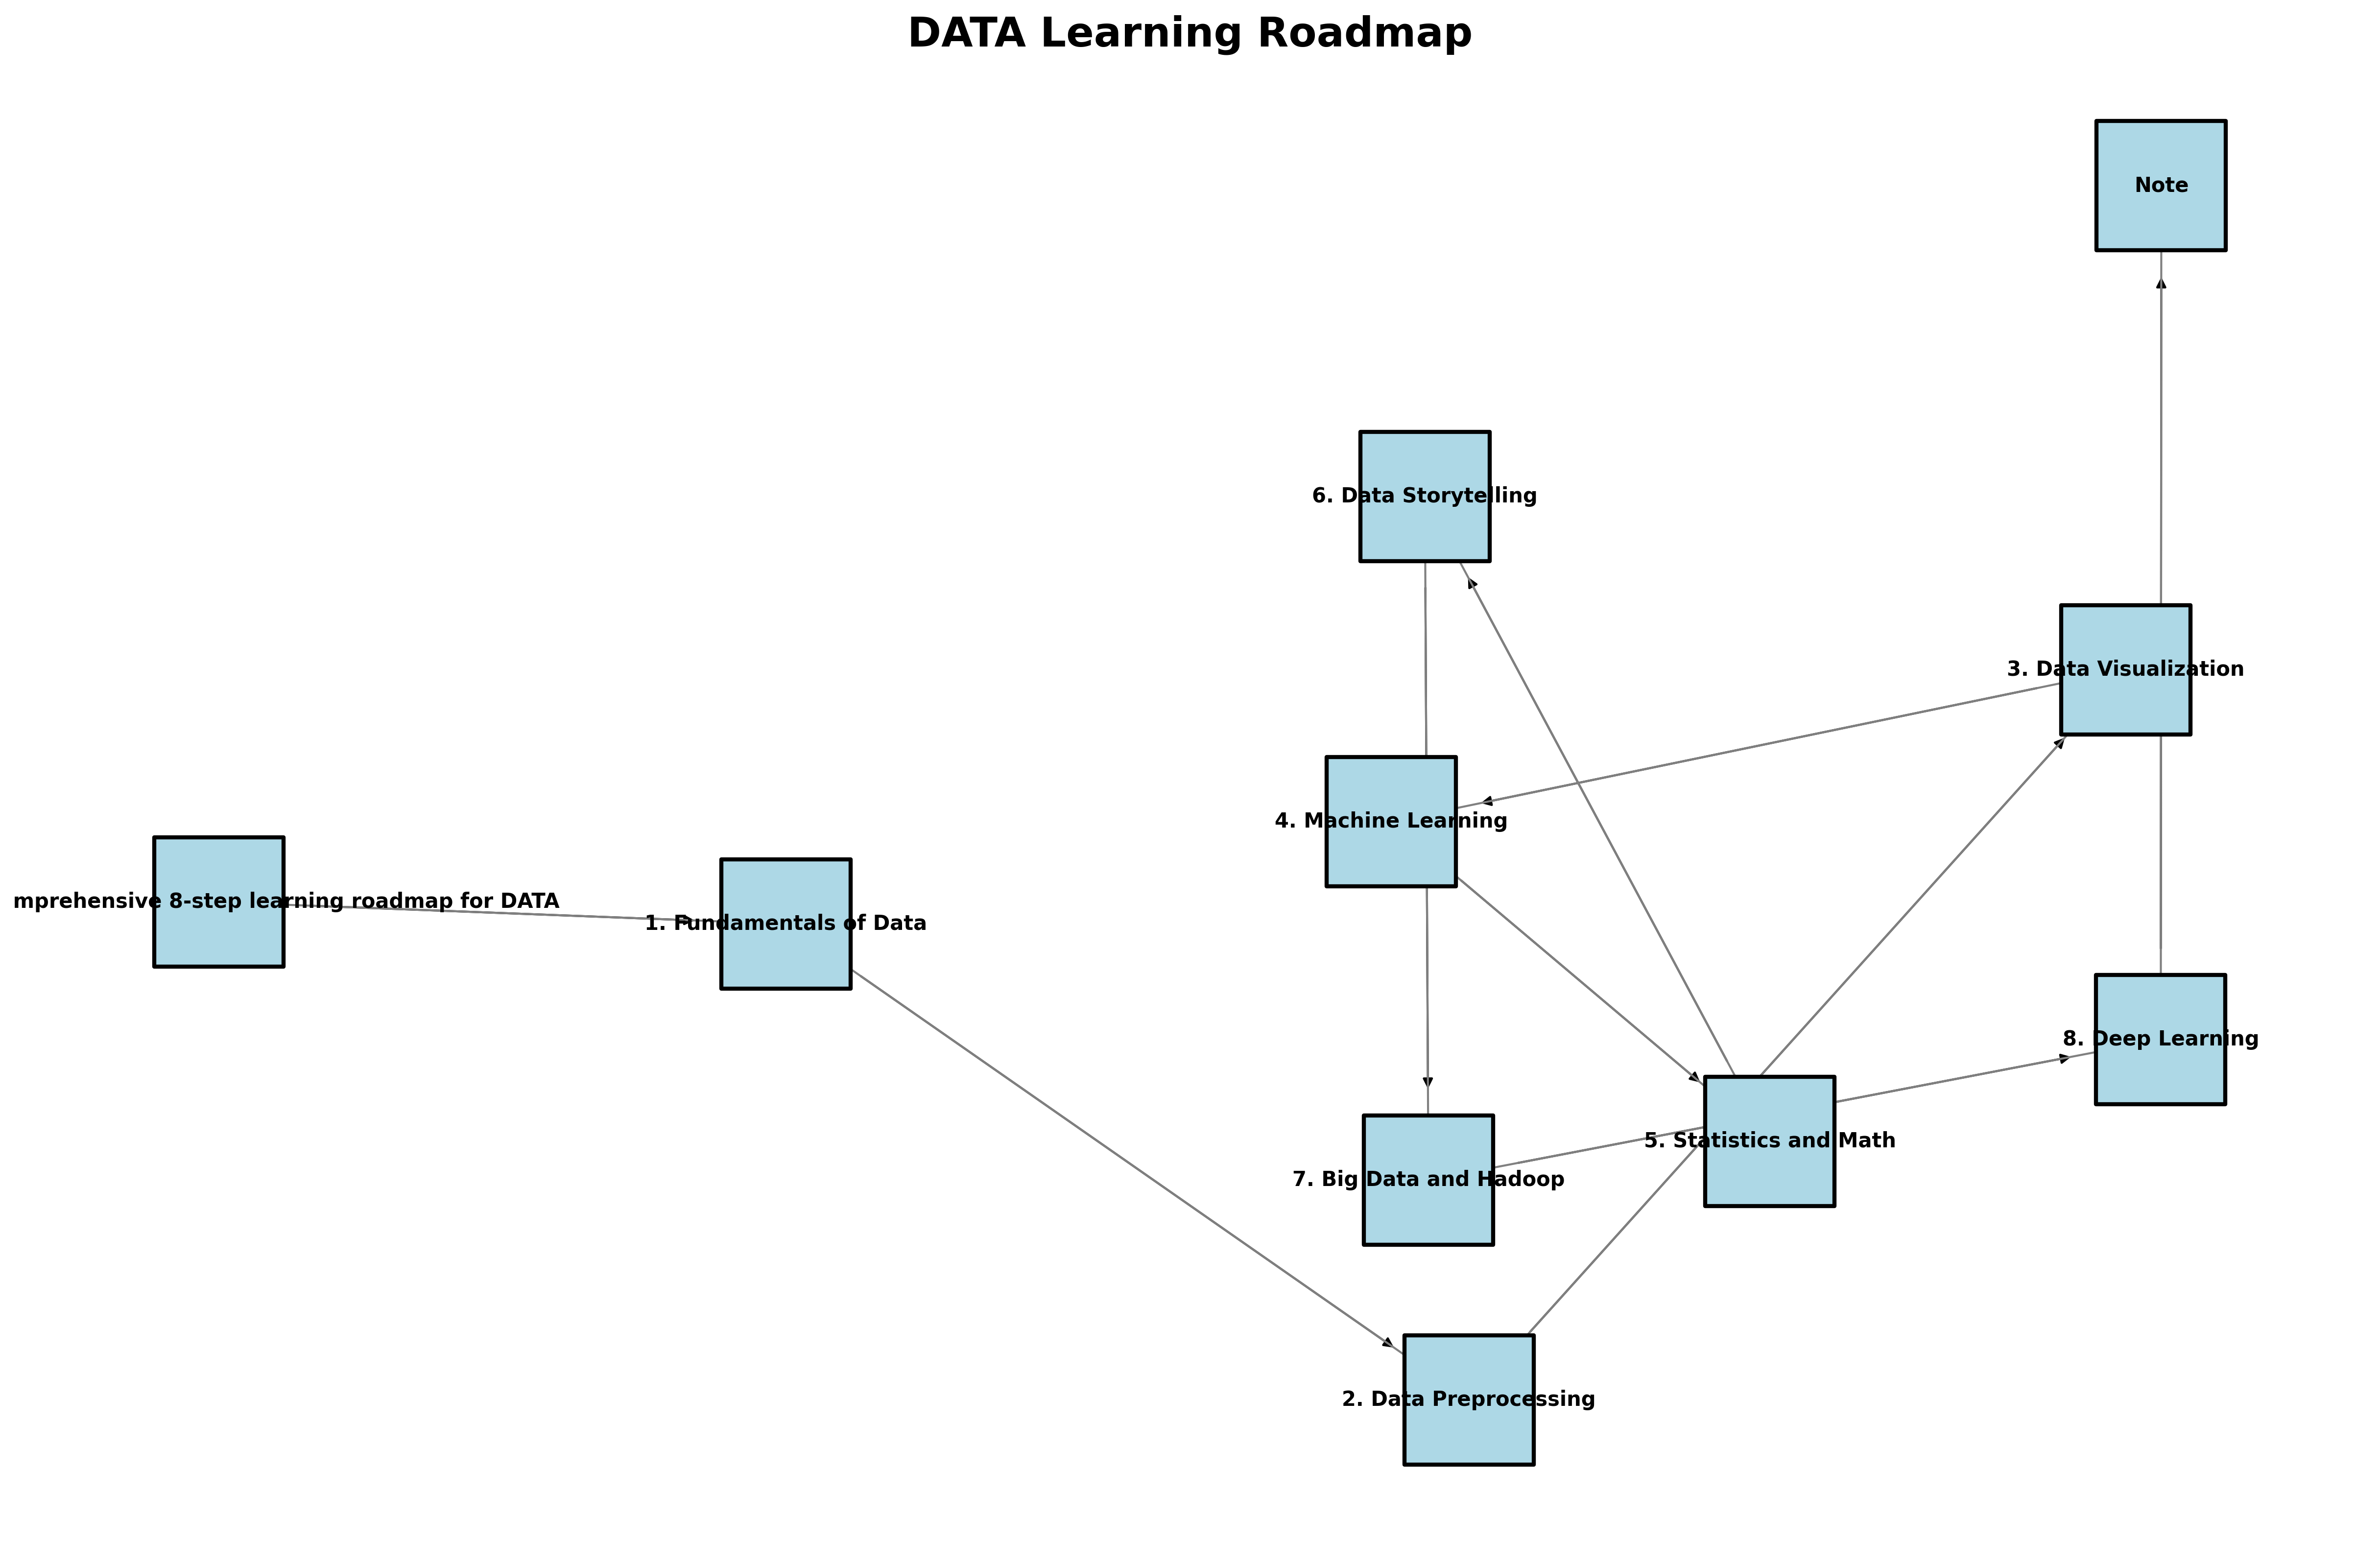 DATA Learning Roadmap
Note
6. Data Storytelling
3. Data Visualization
4. Machine Learning
mprehensive 8-step learning roadmap for DATA
1. Fundamentals of Data
8. Deep Learning
5. Statistics and Math
7. Big Data and Hadoop
2. Data Preprocessing